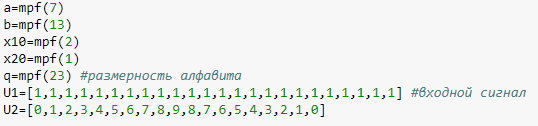 a=mpf(7)
b=mpf(13)
x10=mpf(2)
x20=mpf(1)
q=mpf(23) #размерность алфавита
U1=[1,1,1,1,1,1,1,1,1,1,1,1,1,1,1,1,1,1,1,1,1,1,1,1] #входной сигнал
U2=[0,1,2,3,4,5,6,7,8,9,8,7,6,5,4,3,2,1,0]